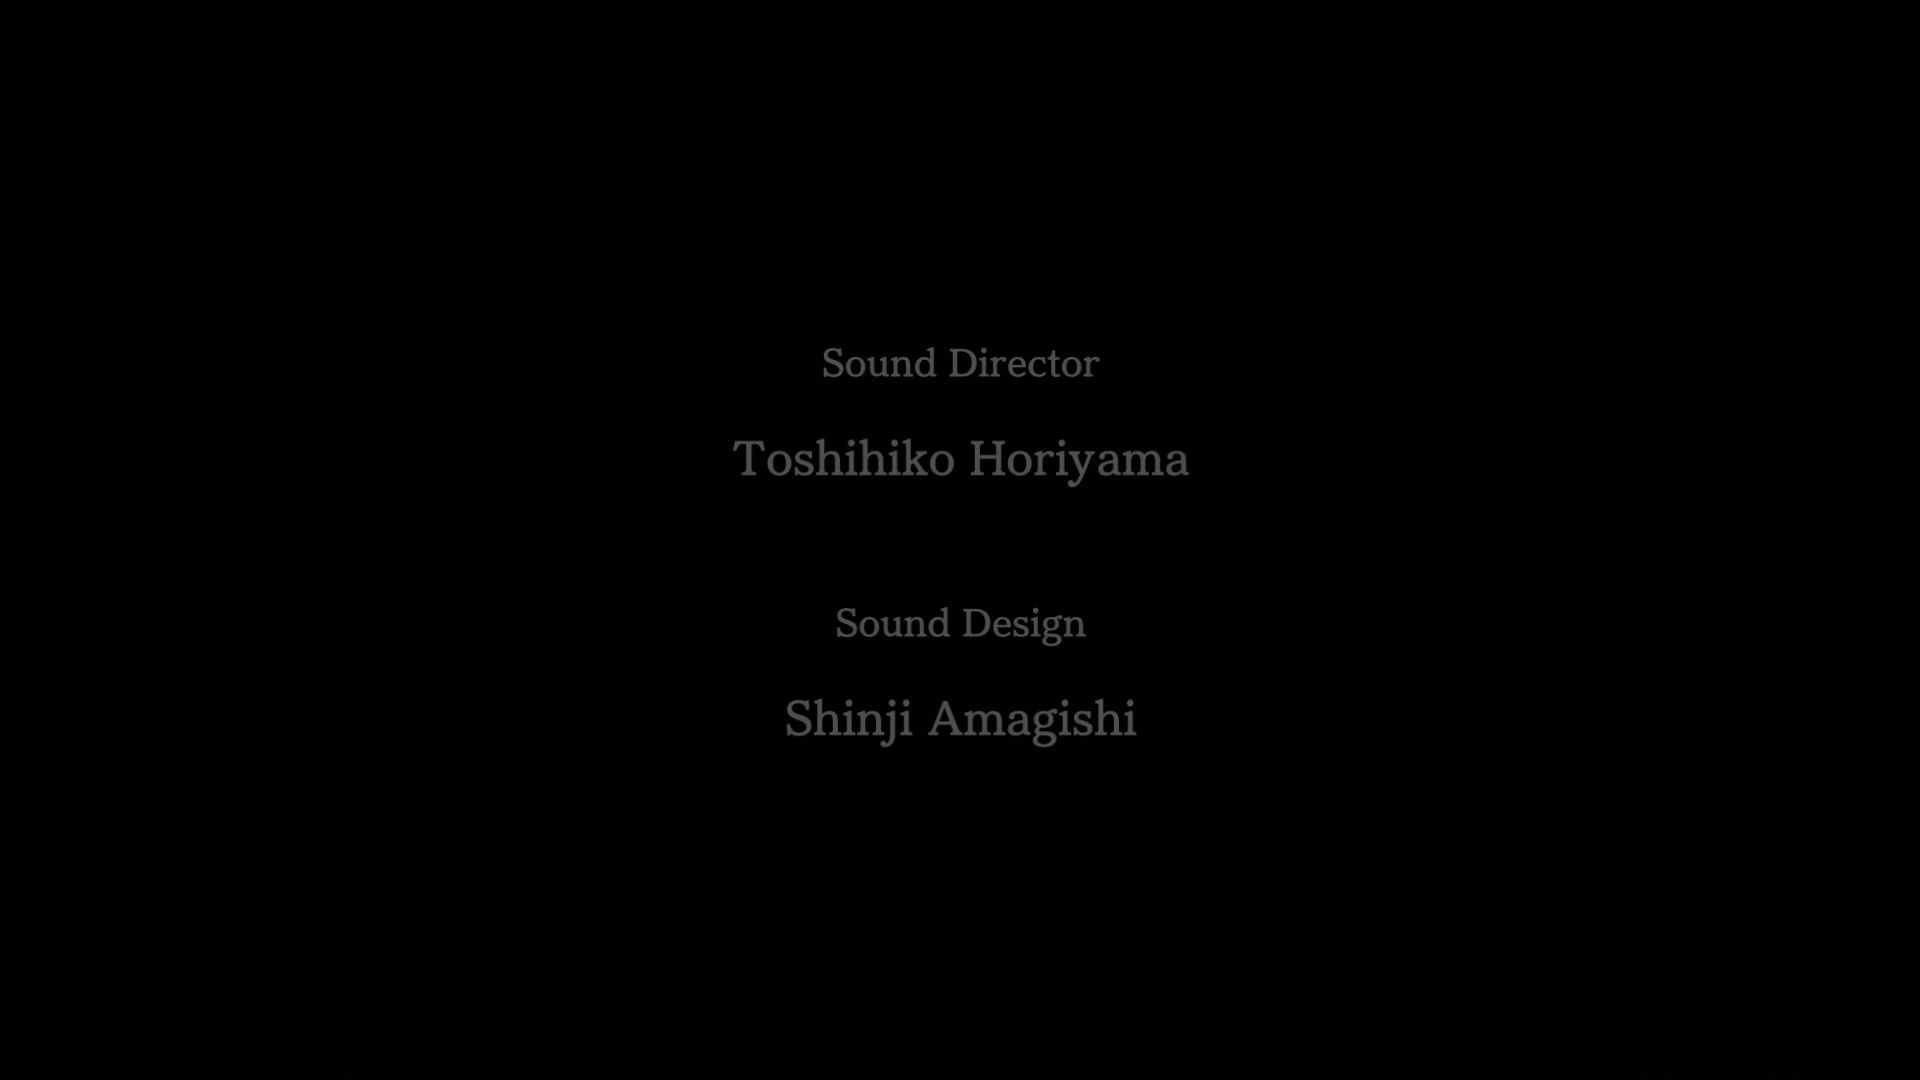 Sound Director
Toshihiko Horiyama
Sound Design
Shinji Amagishi